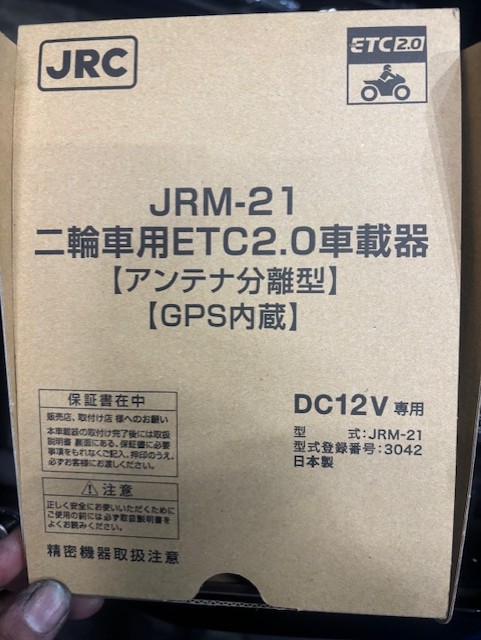 JRC
ETC2.0
JRM-21
二輪車用ETC2.0車載器
【アンテナ分離型】
【GPS内蔵】
保証書在中
販売店、取付け店 様へのお願い
本車載器の取付け完了後には取扱
説明書 裏面にある、保証書に必要
事項をもれなくご記入、押印のうえ、
必ずお客様にお渡しください。
⚠注意
正しく安全にお使いいただくために
ご使用の前には必ず取扱説明書を
よくお読みください。
精密機器取扱注意
DC12V 専用
型 式:JRM-21
型式登録番号:3042
日本製